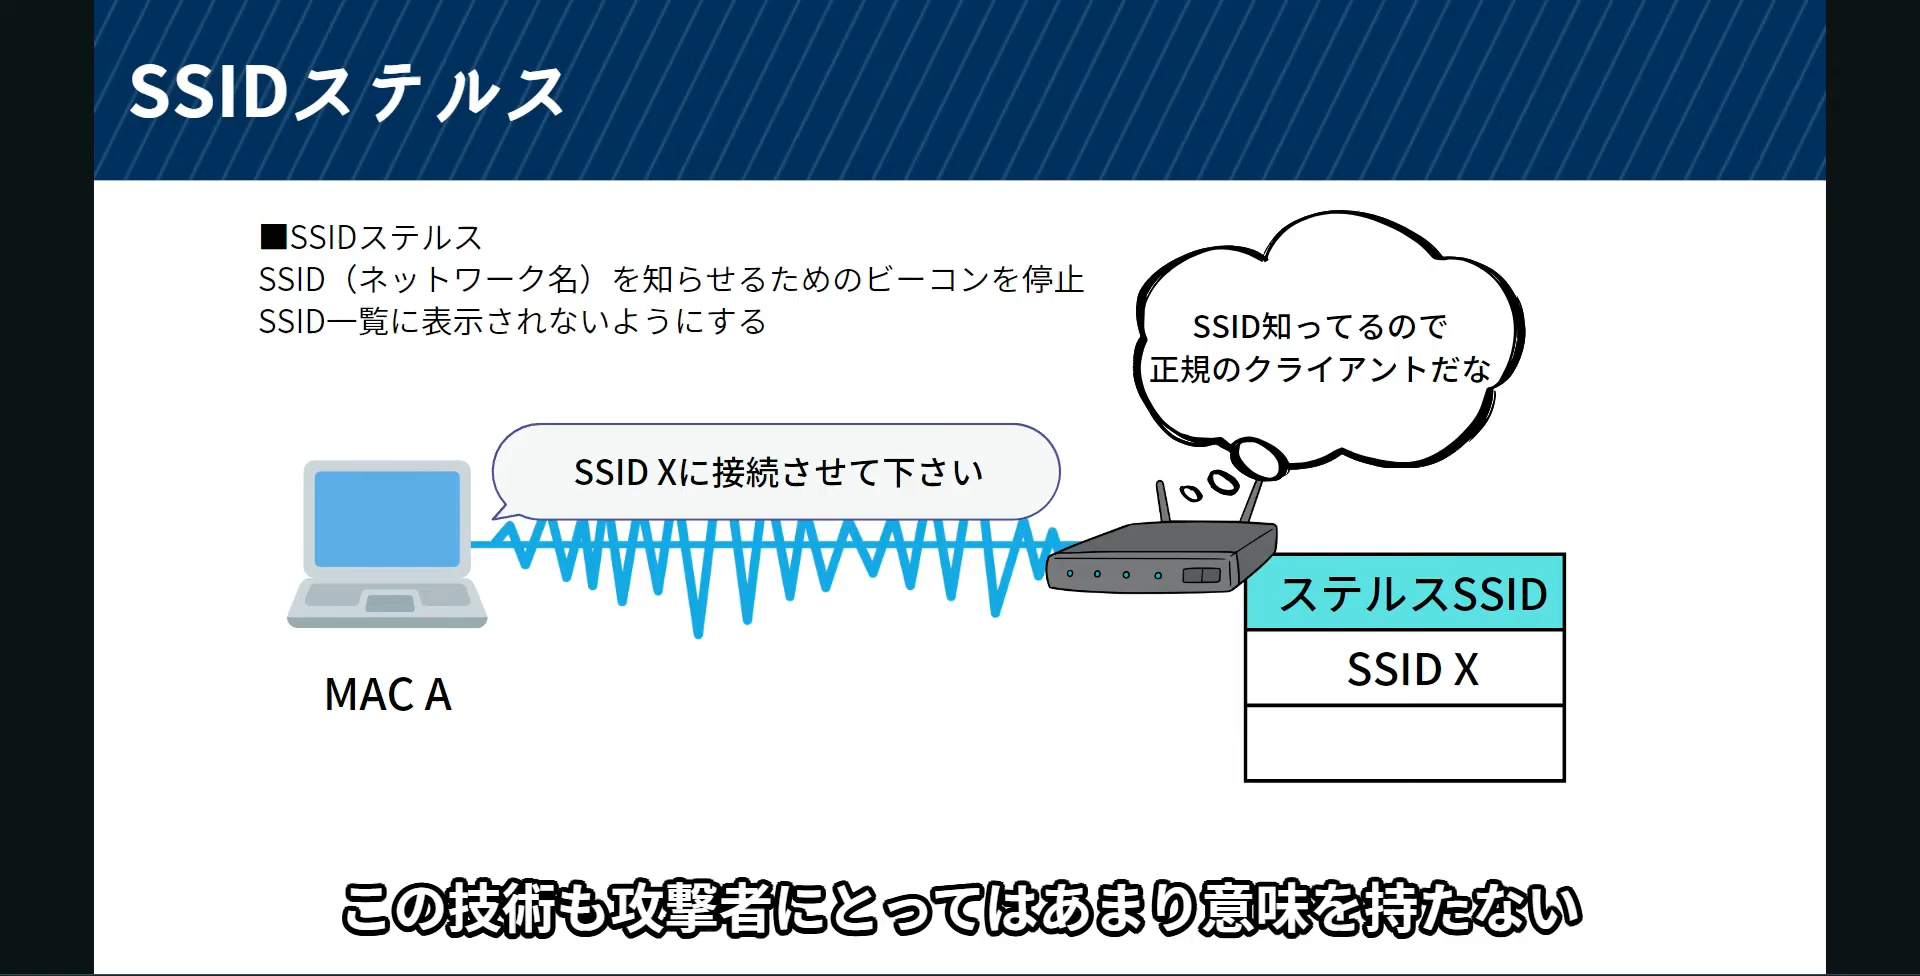 SSIDステルス
■SSIDステルス
SSID（ネットワーク名）を知らせるためのビーコンを停止
SSID一覧に表示されないようにする
SSID知ってるので
正規のクライアントだな
SSID Xに接続させて下さい
ステルスSSID
SSID X
MAC A
この技術も攻撃者にとってはあまり意味を持たない